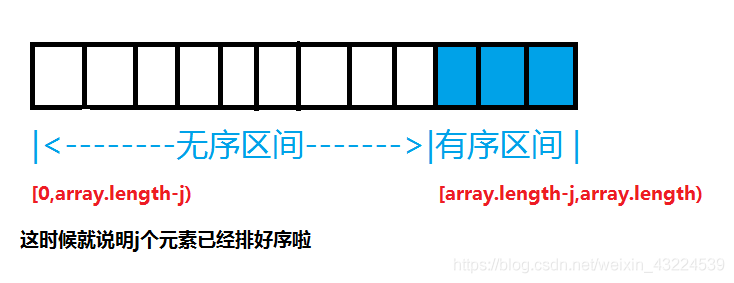 |<--------无序区间------->|有序区间 |
[0,array.length-j) [array.length-j,array.length)
这时候就说明j个元素已经排好序啦
https://blog.csdn.net/weixin_43224539